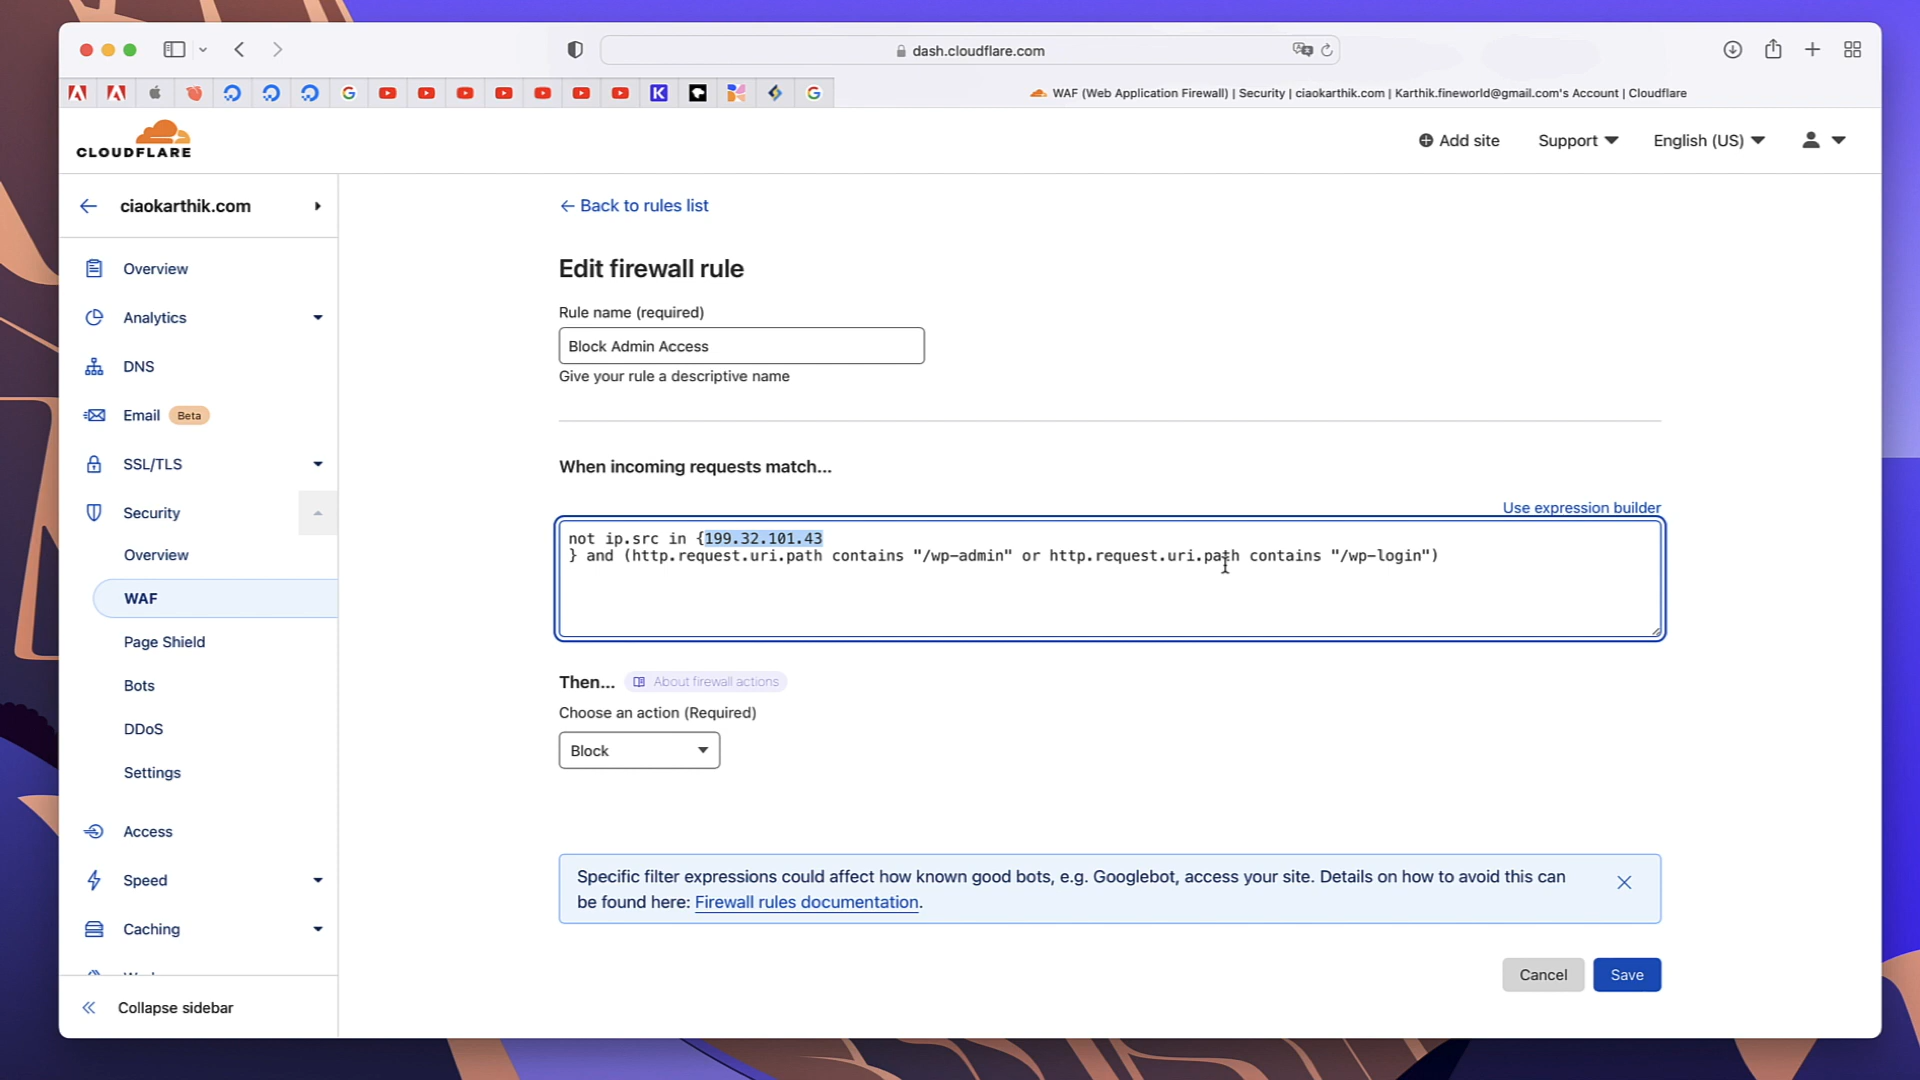 dash.cloudflare.com
WAF (Web Application Firewall) | Security | ciaokarthik.com | Karthik.fineworld@gmail.com's Account | Cloudflare
CLOUDFLARE
Add site
Support
English (US)
ciaokarthik.com
Overview
Analytics
DNS
Email Beta
SSL/TLS
Security
Overview
WAF
Page Shield
Bots
DDoS
Settings
Access
Speed
Caching
Collapse sidebar
← Back to rules list
Edit firewall rule
Rule name (required)
Block Admin Access
Give your rule a descriptive name
When incoming requests match...
Use expression builder
not ip.src in {199.32.101.43
} and (http.request.uri.path contains "/wp-admin" or http.request.uri.path contains "/wp-login")
Then... About firewall actions
Choose an action (Required)
Block
Specific filter expressions could affect how known good bots, e.g. Googlebot, access your site. Details on how to avoid this can
be found here: Firewall rules documentation.
Cancel
Save